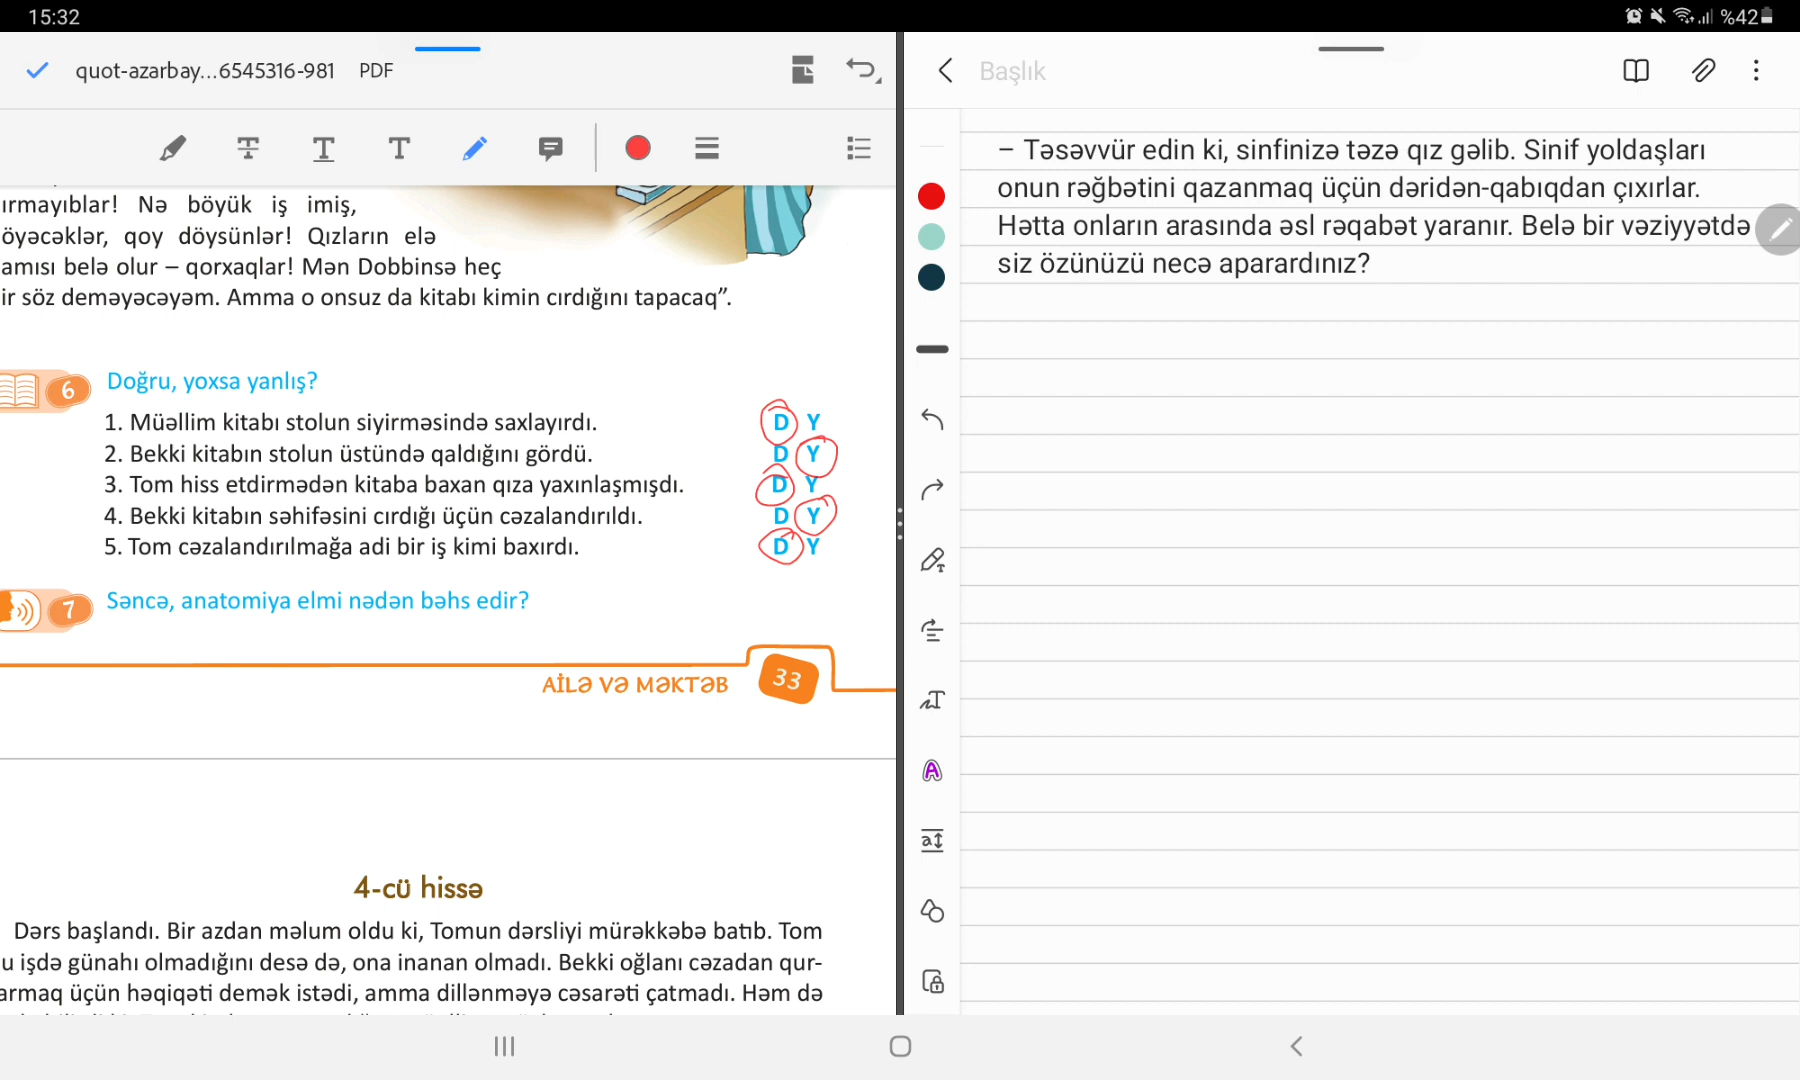 15:32
%42
quot-azarbay...6545316-981 PDF
ırmayıblar! Nə böyük iş imiş,
öyəcəklər, qoy döysünlər! Qızların elə
amısı belə olur – qorxaqlar! Mən Dobbinsə heç
ir söz deməyəcəyəm. Amma o onsuz da kitabı kimin cırdığını tapacaq”.
6 Doğru, yoxsa yanlış?
1. Müəllim kitabı stolun siyirməsində saxlayırdı. D Y
2. Bekki kitabın stolun üstündə qaldığını gördü. D Y
3. Tom hiss etdirmədən kitaba baxan qıza yaxınlaşmışdı. D Y
4. Bekki kitabın səhifəsini cırdığı üçün cəzalandırıldı. D Y
5. Tom cəzalandırılmağa adi bir iş kimi baxırdı. D Y
7 Səncə, anatomiya elmi nədən bəhs edir?
AİLƏ VƏ MƏKTƏB 33
4-cü hissə
Dərs başlandı. Bir azdan məlum oldu ki, Tomun dərsliyi mürəkkəbə batıb. Tom
u işdə günahı olmadığını desə də, ona inanan olmadı. Bekki oğlanı cəzadan qur-
armaq üçün həqiqəti demək istədi, amma dillənməyə cəsarəti çatmadı. Həm də
Başlık
– Təsəvvür edin ki, sinfinizə təzə qız gəlib. Sinif yoldaşları
onun rəğbətini qazanmaq üçün dəridən-qabıqdan çıxırlar.
Hətta onların arasında əsl rəqabət yaranır. Belə bir vəziyyətdə
siz özünüzü necə aparardınız?